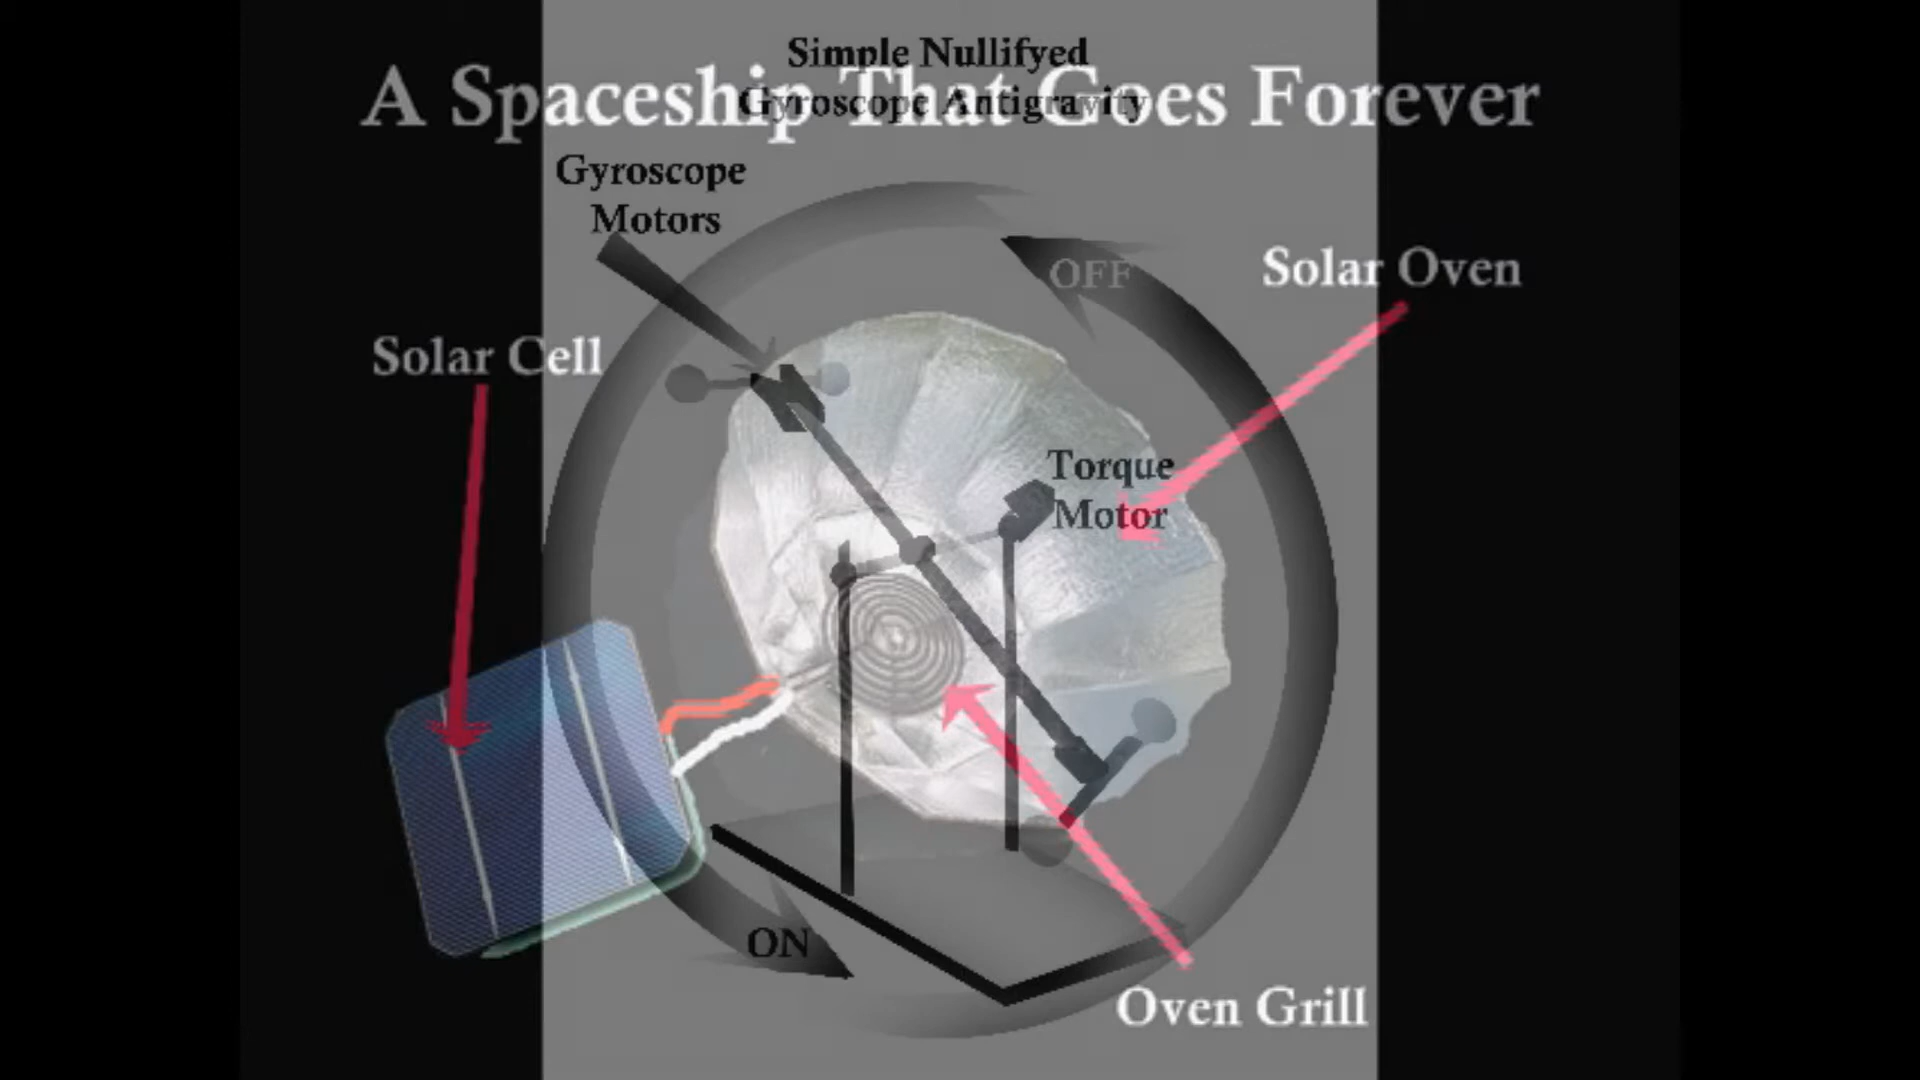 Simple Nullifyed
Gyroscope Antigravity
A Spaceship That Goes Forever
Gyroscope
Motors
OFF
Solar Oven
Solar Cell
Torque
Motor
ON
Oven Grill